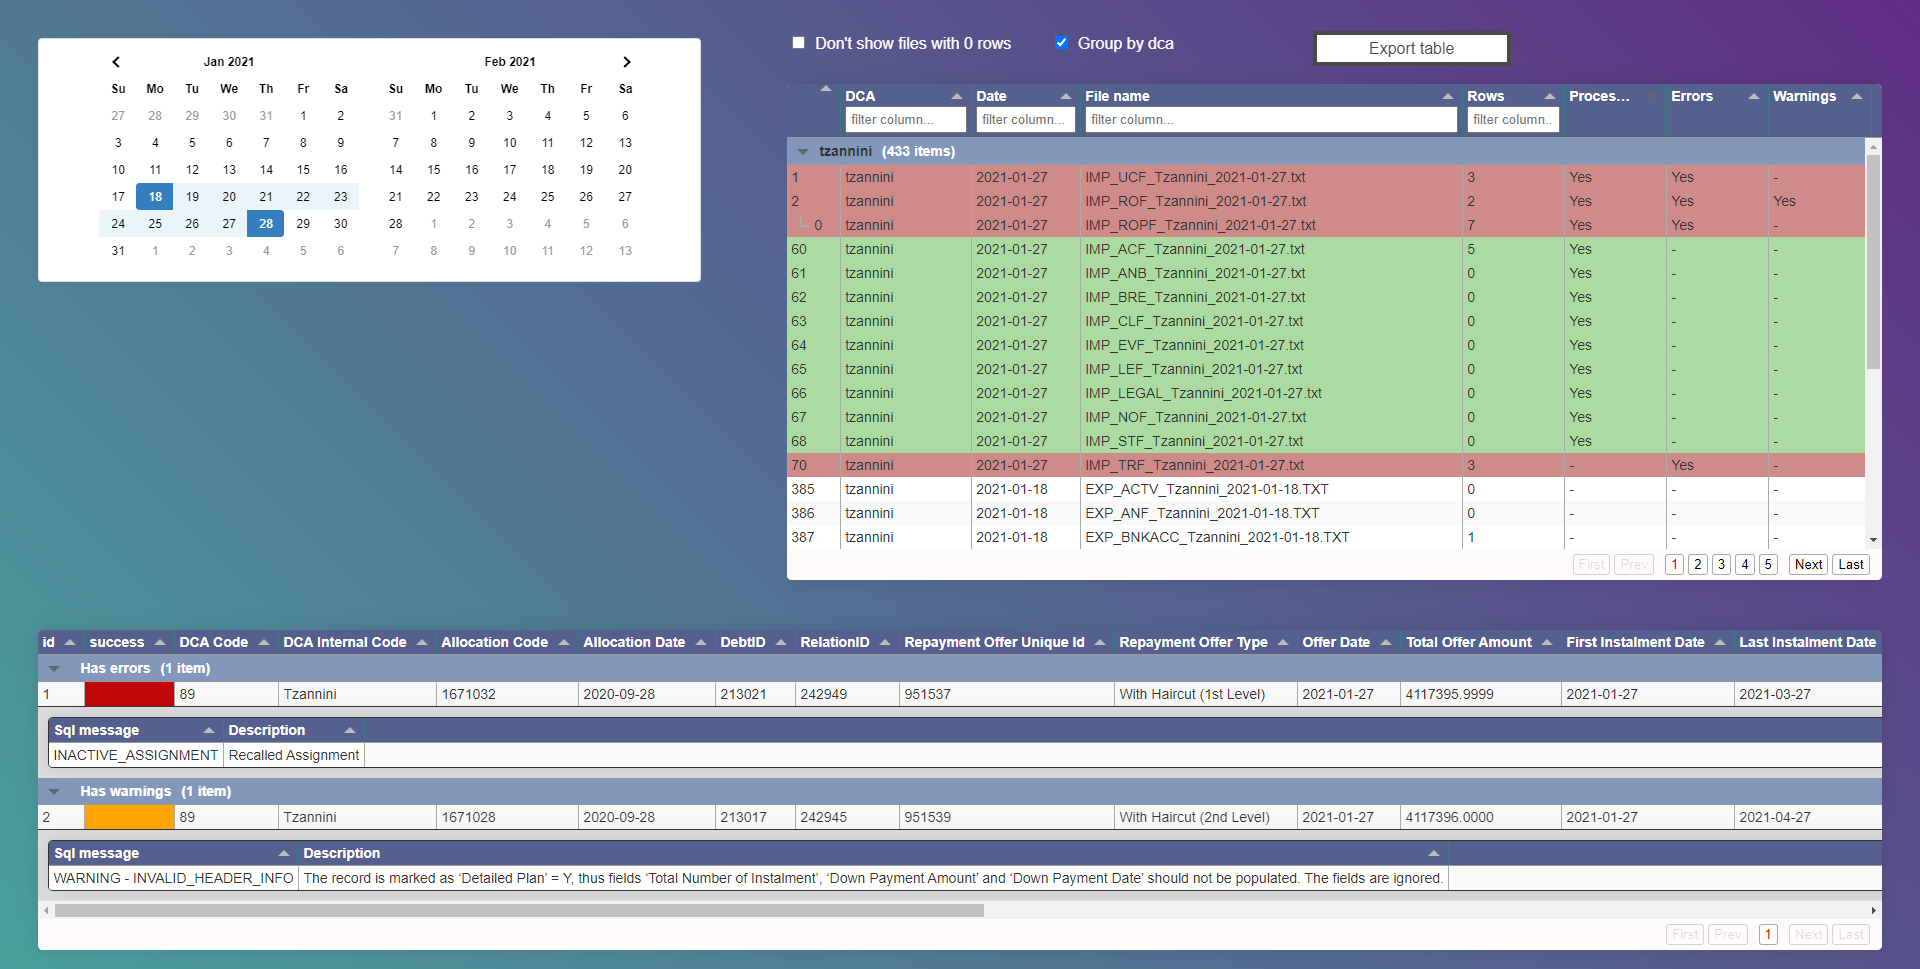 Jan 2021
Su Mo Tu We Th Fr Sa
27 28 29 30 31 1 2
3 4 5 6 7 8 9
10 11 12 13 14 15 16
17 18 19 20 21 22 23
24 25 26 27 28 29 30
31 1 2 3 4 5 6
Feb 2021
Su Mo Tu We Th Fr Sa
31 1 2 3 4 5 6
7 8 9 10 11 12 13
14 15 16 17 18 19 20
21 22 23 24 25 26 27
28 1 2 3 4 5 6
7 8 9 10 11 12 13
Don't show files with 0 rows Group by dca Export table
DCA Date File name Rows Proces... Errors Warnings
filter column... filter column... filter column... filter column..
tzannini (433 items)
1 tzannini 2021-01-27 IMP_UCF_Tzannini_2021-01-27.txt 3 Yes Yes -
2 tzannini 2021-01-27 IMP_ROF_Tzannini_2021-01-27.txt 2 Yes Yes Yes
0 tzannini 2021-01-27 IMP_ROPF_Tzannini_2021-01-27.txt 7 Yes Yes -
60 tzannini 2021-01-27 IMP_ACF_Tzannini_2021-01-27.txt 5 Yes - -
61 tzannini 2021-01-27 IMP_ANB_Tzannini_2021-01-27.txt 0 Yes - -
62 tzannini 2021-01-27 IMP_BRE_Tzannini_2021-01-27.txt 0 Yes - -
63 tzannini 2021-01-27 IMP_CLF_Tzannini_2021-01-27.txt 0 Yes - -
64 tzannini 2021-01-27 IMP_EVF_Tzannini_2021-01-27.txt 0 Yes - -
65 tzannini 2021-01-27 IMP_LEF_Tzannini_2021-01-27.txt 0 Yes - -
66 tzannini 2021-01-27 IMP_LEGAL_Tzannini_2021-01-27.txt 0 Yes - -
67 tzannini 2021-01-27 IMP_NOF_Tzannini_2021-01-27.txt 0 Yes - -
68 tzannini 2021-01-27 IMP_STF_Tzannini_2021-01-27.txt 0 Yes - -
70 tzannini 2021-01-27 IMP_TRF_Tzannini_2021-01-27.txt 3 - Yes -
385 tzannini 2021-01-18 EXP_ACTV_Tzannini_2021-01-18.TXT 0 - - -
386 tzannini 2021-01-18 EXP_ANF_Tzannini_2021-01-18.TXT 0 - - -
387 tzannini 2021-01-18 EXP_BNKACC_Tzannini_2021-01-18.TXT 1 - - -
First Prev 1 2 3 4 5 Next Last
id success DCA Code DCA Internal Code Allocation Code Allocation Date DebtID RelationID Repayment Offer Unique Id Repayment Offer Type Offer Date Total Offer Amount First Instalment Date Last Instalment Date
Has errors (1 item)
1 89 Tzannini 1671032 2020-09-28 213021 242949 951537 With Haircut (1st Level) 2021-01-27 4117395.9999 2021-01-27 2021-03-27
Sql message Description
INACTIVE_ASSIGNMENT Recalled Assignment
Has warnings (1 item)
2 89 Tzannini 1671028 2020-09-28 213017 242945 951539 With Haircut (2nd Level) 2021-01-27 4117396.0000 2021-01-27 2021-04-27
Sql message Description
WARNING - INVALID_HEADER_INFO The record is marked as ‘Detailed Plan’ = Y, thus fields ‘Total Number of Instalment’, ‘Down Payment Amount’ and ‘Down Payment Date’ should not be populated. The fields are ignored.
First Prev 1 Next Last